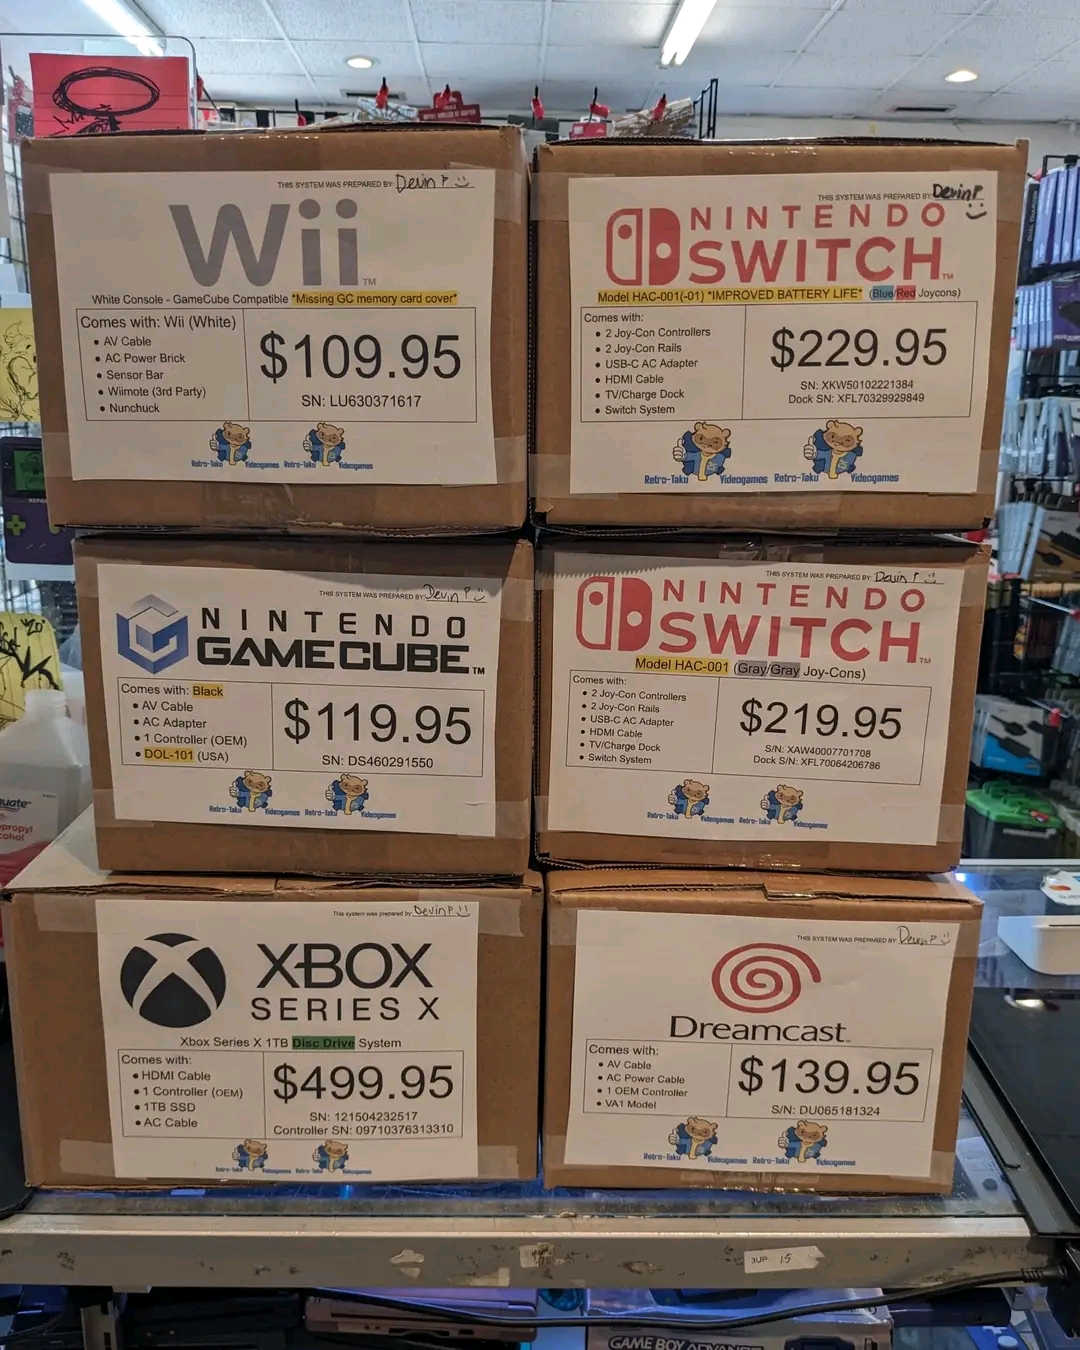 THIS SYSTEM WAS PREPARED BY: Devin P
Wii™
White Console - GameCube Compatible *Missing GC memory card cover*
Comes with: Wii (White)
• AV Cable
• AC Power Brick
• Sensor Bar
• Wiimote (3rd Party)
• Nunchuck
$109.95
SN: LU630371617
Retro-Taku Videogames Retro-Taku Videogames
THIS SYSTEM WAS PREPARED BY: Devin P.
NINTENDO
SWITCH™
Model HAC-001(-01) *IMPROVED BATTERY LIFE* (Blue/Red Joycons)
Comes with:
• 2 Joy-Con Controllers
• 2 Joy-Con Rails
• USB-C AC Adapter
• HDMI Cable
• TV/Charge Dock
• Switch System
$229.95
SN: XKW50102221384
Dock SN: XFL70329929849
Retro-Taku Videogames Retro-Taku Videogames
THIS SYSTEM WAS PREPARED BY: Devin P
NINTENDO
GAMECUBE™
Comes with: Black
• AV Cable
• AC Adapter
• 1 Controller (OEM)
• DOL-101 (USA)
$119.95
SN: DS460291550
Retro-Taku Videogames Retro-Taku Videogames
THIS SYSTEM WAS PREPARED BY: Devin P
NINTENDO
SWITCH™
Model HAC-001 (Gray/Gray Joy-Cons)
Comes with:
• 2 Joy-Con Controllers
• 2 Joy-Con Rails
• USB-C AC Adapter
• HDMI Cable
• TV/Charge Dock
• Switch System
$219.95
S/N: XAW40007701708
Dock S/N: XFL70064206786
Retro-Taku Videogames Retro-Taku Videogames
This system was prepared by: Devin P
XBOX
SERIES X
Xbox Series X 1TB Disc Drive System
Comes with:
• HDMI Cable
• 1 Controller (OEM)
• 1TB SSD
• AC Cable
$499.95
SN: 121504232517
Controller SN: 09710376313310
Retro-Taku Videogames Retro-Taku Videogames
THIS SYSTEM WAS PREPARED BY: Devin P
Dreamcast
Comes with:
• AV Cable
• AC Power Cable
• 1 OEM Controller
• VA1 Model
$139.95
S/N: DU065181324
Retro-Taku Videogames Retro-Taku Videogames
3UP 15
GAME BOY ADVANCE